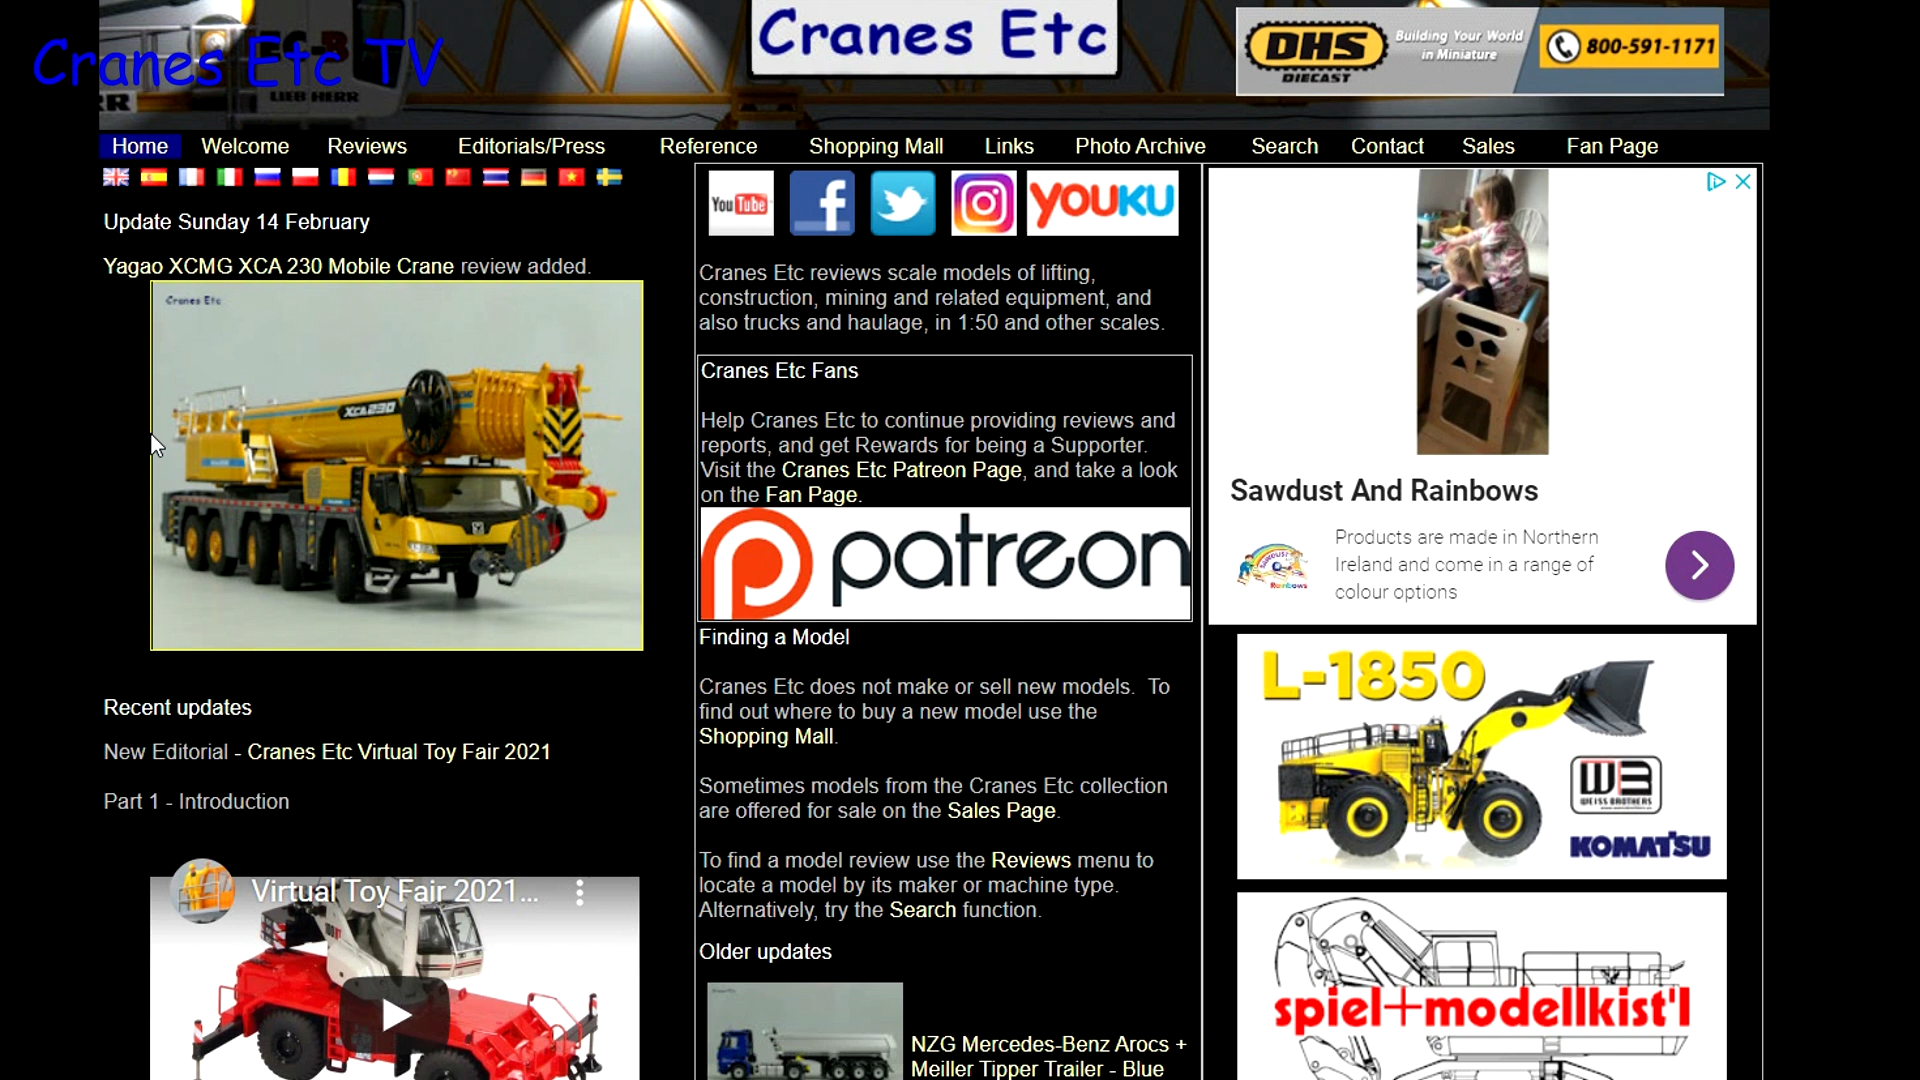 Cranes Etc TV
EC-B
LIEBHERR
Cranes Etc
DHS
DIECAST
Building Your World
in Miniature
800-591-1171
Home Welcome Reviews Editorials/Press Reference Shopping Mall Links Photo Archive Search Contact Sales Fan Page
Update Sunday 14 February
Yagao XCMG XCA 230 Mobile Crane review added.
Cranes Etc
XCA230
Recent updates
New Editorial - Cranes Etc Virtual Toy Fair 2021
Part 1 - Introduction
Virtual Toy Fair 2021...
You Tube
YOUKU
Cranes Etc reviews scale models of lifting,
construction, mining and related equipment, and
also trucks and haulage, in 1:50 and other scales.
Cranes Etc Fans
Help Cranes Etc to continue providing reviews and
reports, and get Rewards for being a Supporter.
Visit the Cranes Etc Patreon Page, and take a look
on the Fan Page.
patreon
Finding a Model
Cranes Etc does not make or sell new models. To
find out where to buy a new model use the
Shopping Mall.
Sometimes models from the Cranes Etc collection
are offered for sale on the Sales Page.
To find a model review use the Reviews menu to
locate a model by its maker or machine type.
Alternatively, try the Search function.
Older updates
NZG Mercedes-Benz Arocs +
Meiller Tipper Trailer - Blue
Sawdust And Rainbows
Products are made in Northern
Ireland and come in a range of
colour options
L-1850
WEISS BROTHERS
KOMATSU
spiel+modellkist'l